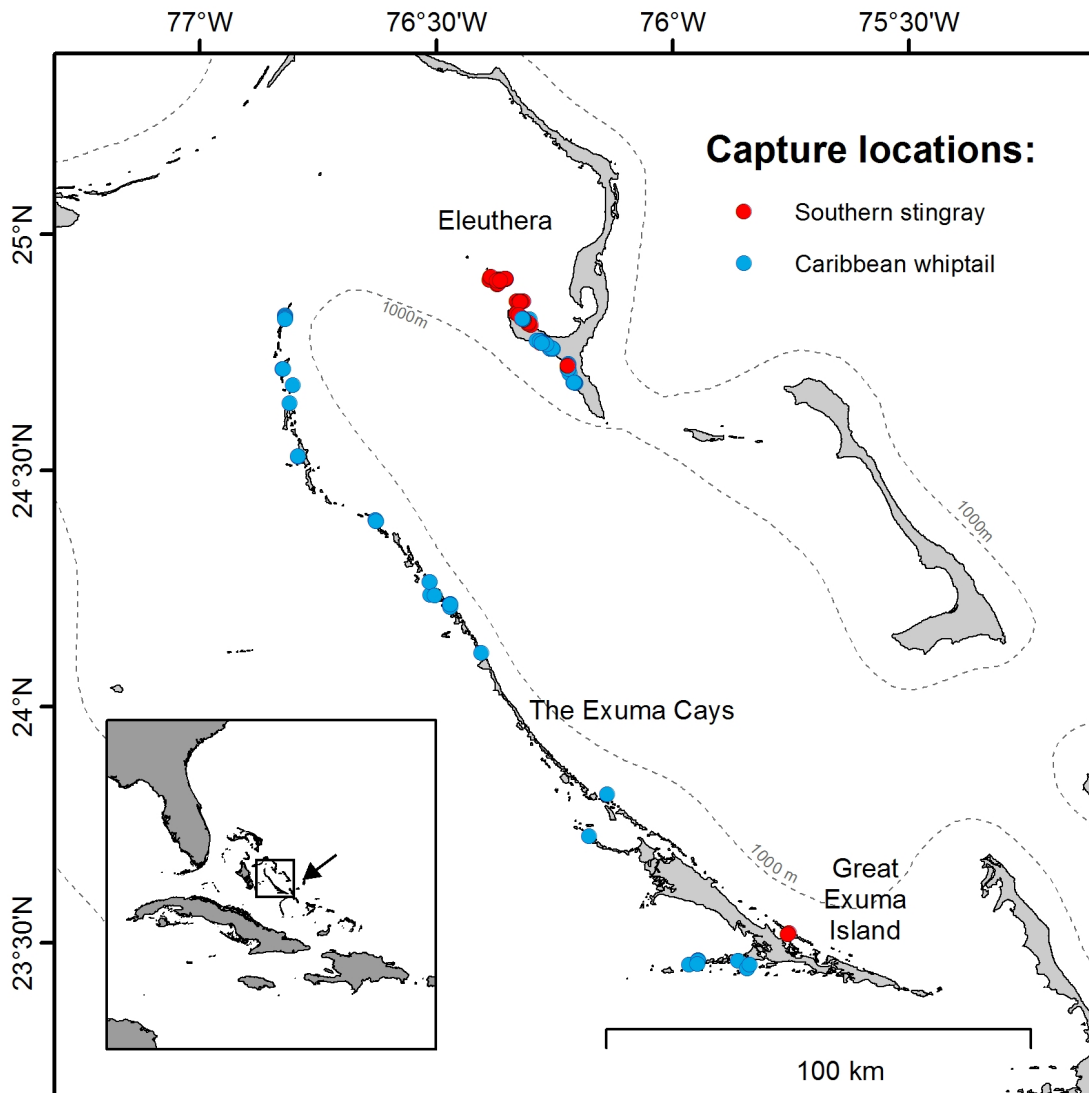 77°W
76°30'W
76°W
75°30'W
Capture locations:
Southern stingray
Caribbean whiptail
Eleuthera
25°N
1000m
24°30'N
1000m
24°N
The Exuma Cays
1000 m
Great
Exuma
Island
23°30'N
100 km